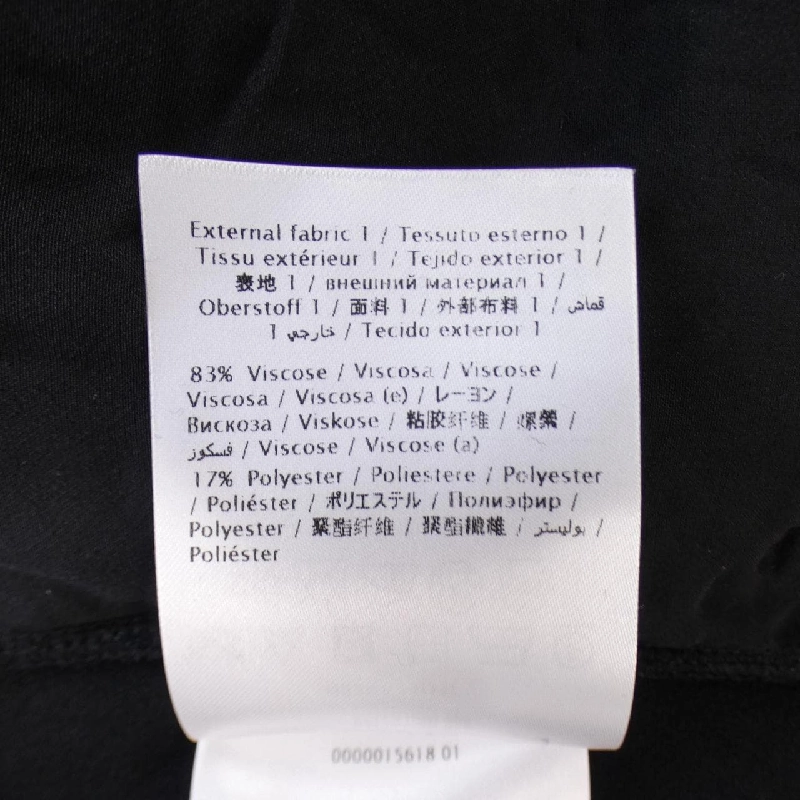 External fabric 1 / Tessuto esterno 1 /
Tissu extérieur 1 / Tejido exterior 1 /
表地 1 / внешний материал 1 /
Oberstoff 1 / 面料 1 / 外部布料 1 / قماش
خارجي 1 / Tecido exterior 1
83% Viscose / Viscosa / Viscose /
Viscosa / Viscosa (e) / レーヨン /
Вискоза / Viskose / 粘胶纤维 / 嫘縈 /
فسكوز / Viscose / Viscose (a)
17% Polyester / Poliestere / Polyester
/ Poliéster / ポリエステル / Полиэфир /
Polyester / 聚酯纤维 / 聚酯纖維 / بوليستر /
Poliéster
0000015618 01